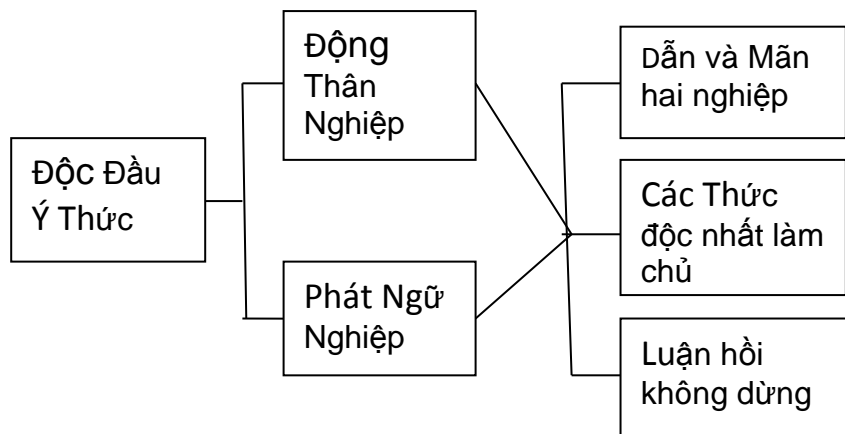 Độc Đầu
Ý Thức
Động
Thân
Nghiệp
Phát Ngữ
Nghiệp
Dẫn và Mãn
hai nghiệp
Các Thức
độc nhất làm
chủ
Luận hồi
không dừng